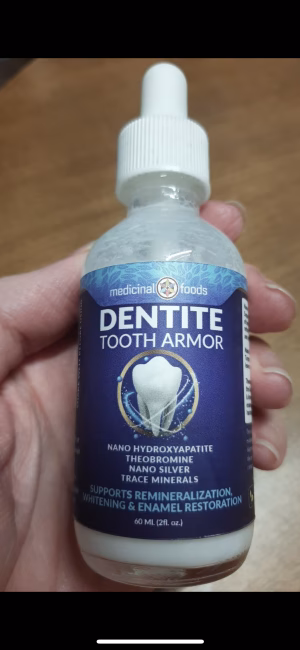 medicinal foods
DENTITE
TOOTH ARMOR
NANO HYDROXYAPATITE
THEOBROMINE
NANO SILVER
TRACE MINERALS
SUPPORTS REMINERALIZATION,
WHITENING & ENAMEL RESTORATION
60 ML (2fl. oz.)